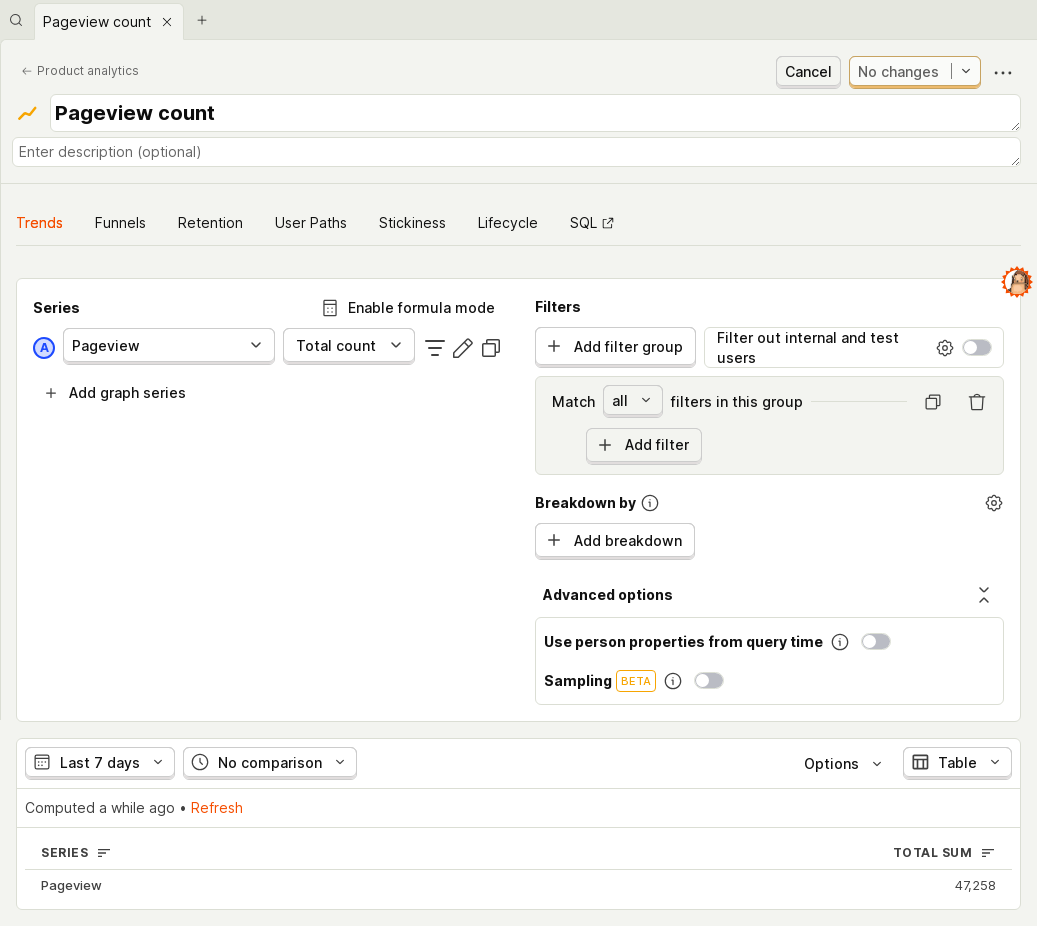 Pageview count
Product analytics
Cancel
No changes
Pageview count
Enter description (optional)
Trends Funnels Retention User Paths Stickiness Lifecycle SQL
Series
Enable formula mode
A Pageview Total count
Add graph series
Filters
Add filter group
Filter out internal and test users
Match all filters in this group
Add filter
Breakdown by
Add breakdown
Advanced options
Use person properties from query time
Sampling BETA
Last 7 days No comparison Options Table
Computed a while ago • Refresh
SERIES TOTAL SUM
Pageview 47,258